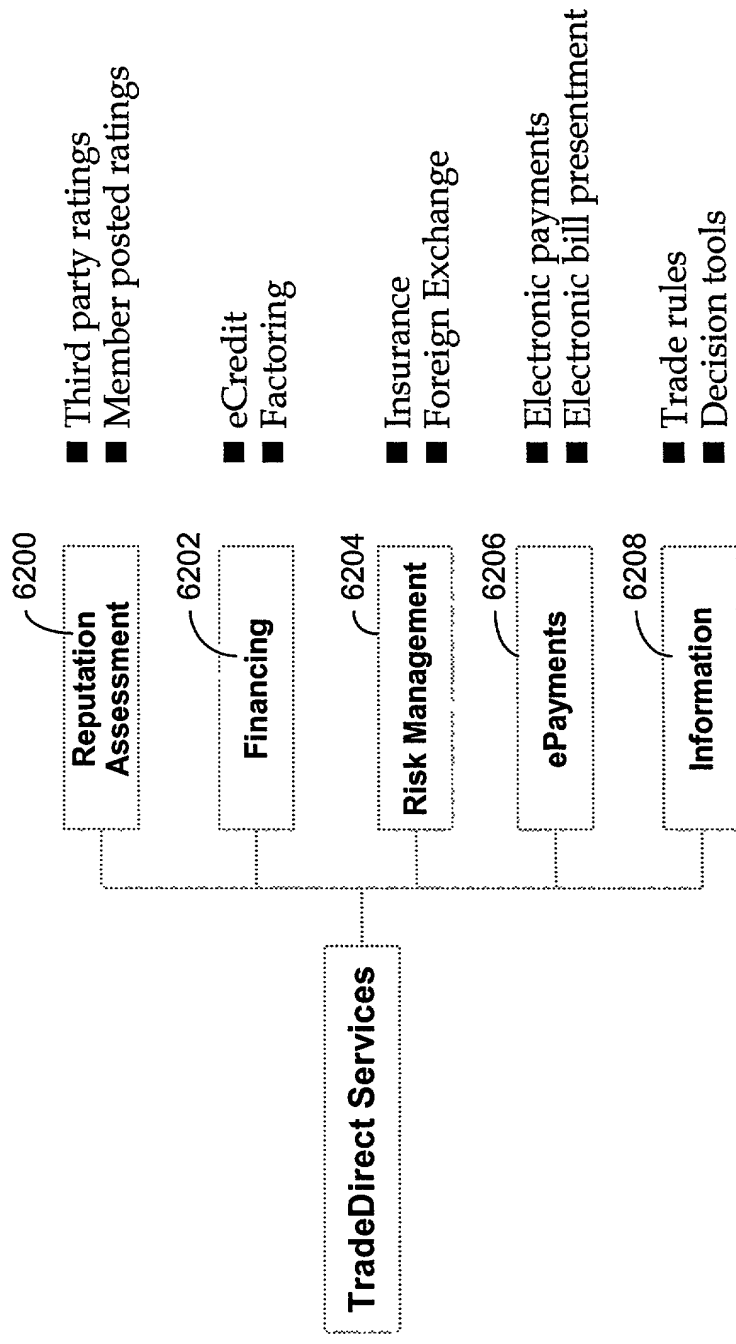 TradeDirect Services
6200
Reputation
Assessment
■ Third party ratings
■ Member posted ratings
6202
Financing
■ eCredit
■ Factoring
6204
Risk Management
■ Insurance
■ Foreign Exchange
6206
ePayments
■ Electronic payments
■ Electronic bill presentment
6208
Information
■ Trade rules
■ Decision tools